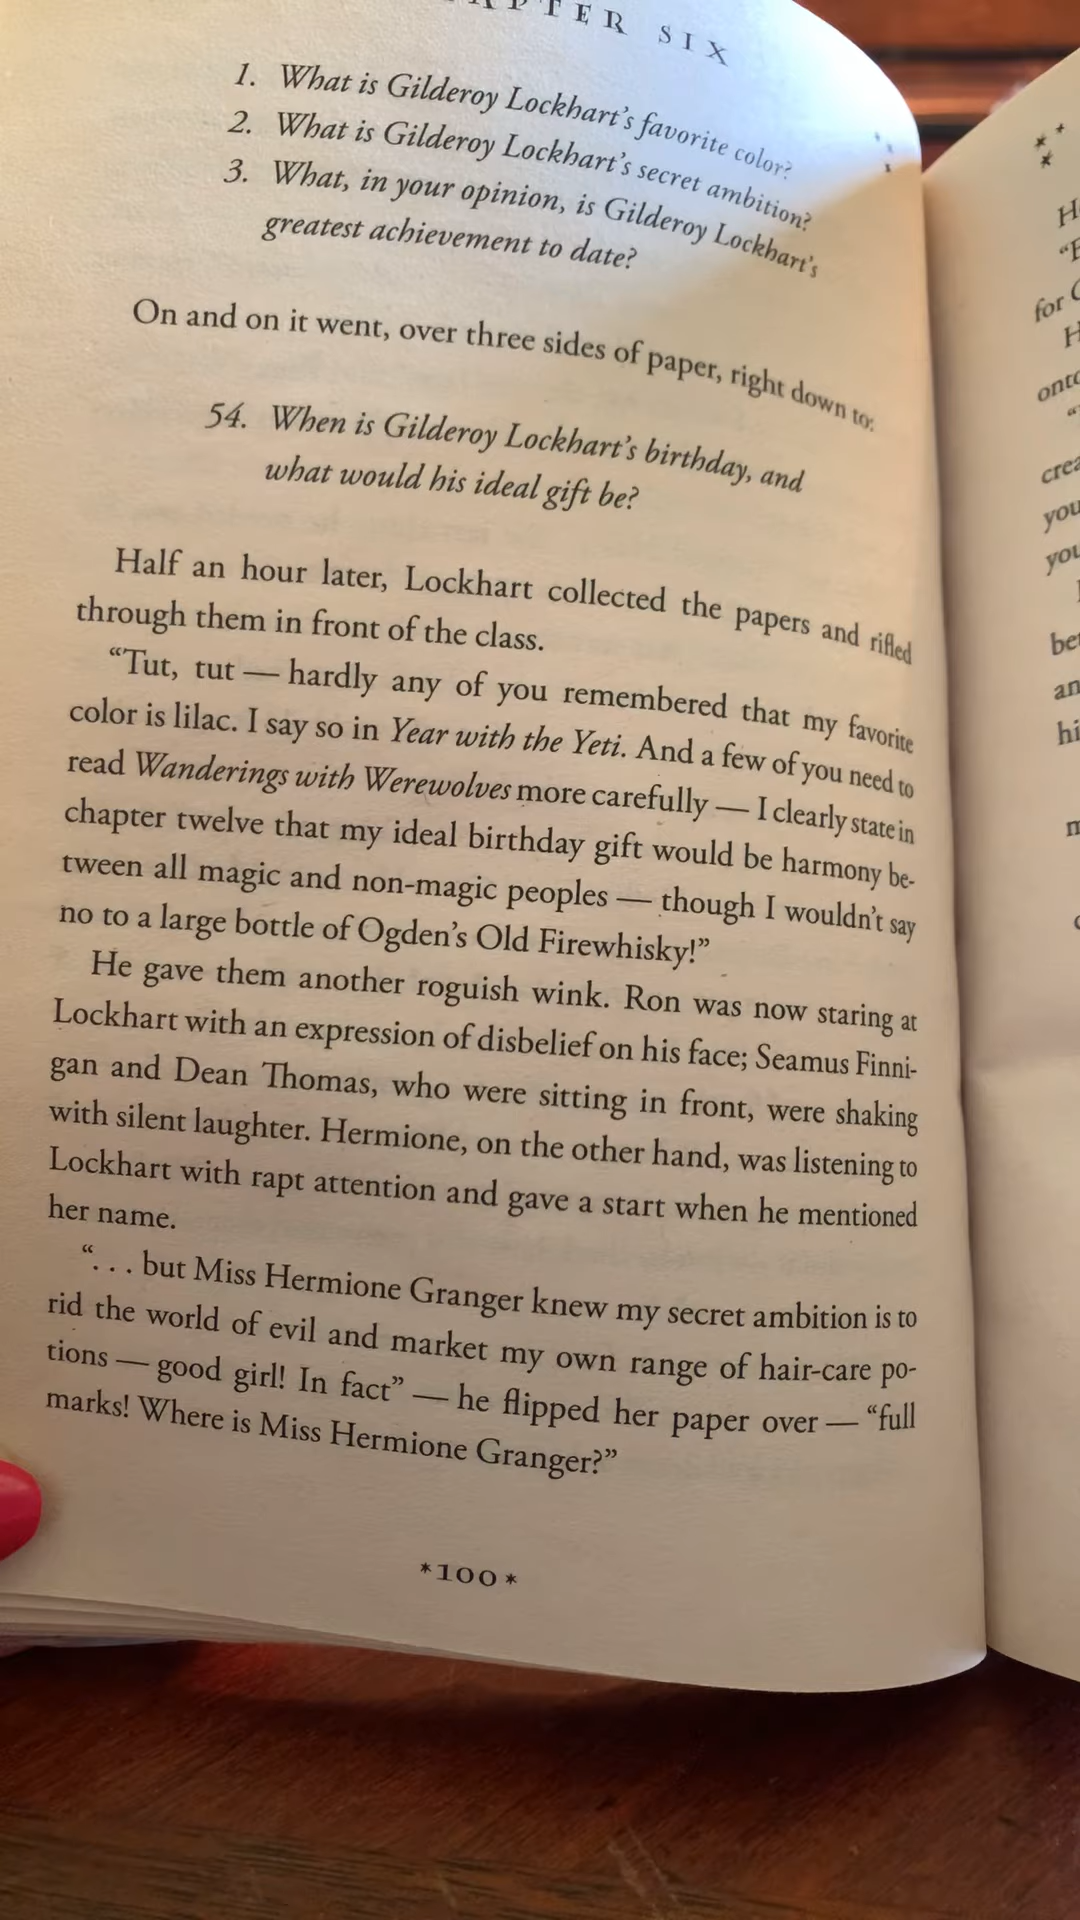 CHAPTER SIX
1. What is Gilderoy Lockhart's favorite color?
2. What is Gilderoy Lockhart's secret ambition?
3. What, in your opinion, is Gilderoy Lockhart's
greatest achievement to date?
On and on it went, over three sides of paper, right down to:
54. When is Gilderoy Lockhart's birthday, and
what would his ideal gift be?
Half an hour later, Lockhart collected the papers and rifled
through them in front of the class.
“Tut, tut — hardly any of you remembered that my favorite
color is lilac. I say so in Year with the Yeti. And a few of you need to
read Wanderings with Werewolves more carefully — I clearly state in
chapter twelve that my ideal birthday gift would be harmony be-
tween all magic and non-magic peoples — though I wouldn't say
no to a large bottle of Ogden's Old Firewhisky!”
He gave them another roguish wink. Ron was now staring at
Lockhart with an expression of disbelief on his face; Seamus Finni-
gan and Dean Thomas, who were sitting in front, were shaking
with silent laughter. Hermione, on the other hand, was listening to
Lockhart with rapt attention and gave a start when he mentioned
her name.
“. . . but Miss Hermione Granger knew my secret ambition is to
rid the world of evil and market my own range of hair-care po-
tions — good girl! In fact” — he flipped her paper over — “full
marks! Where is Miss Hermione Granger?”
*100*
for
you
you